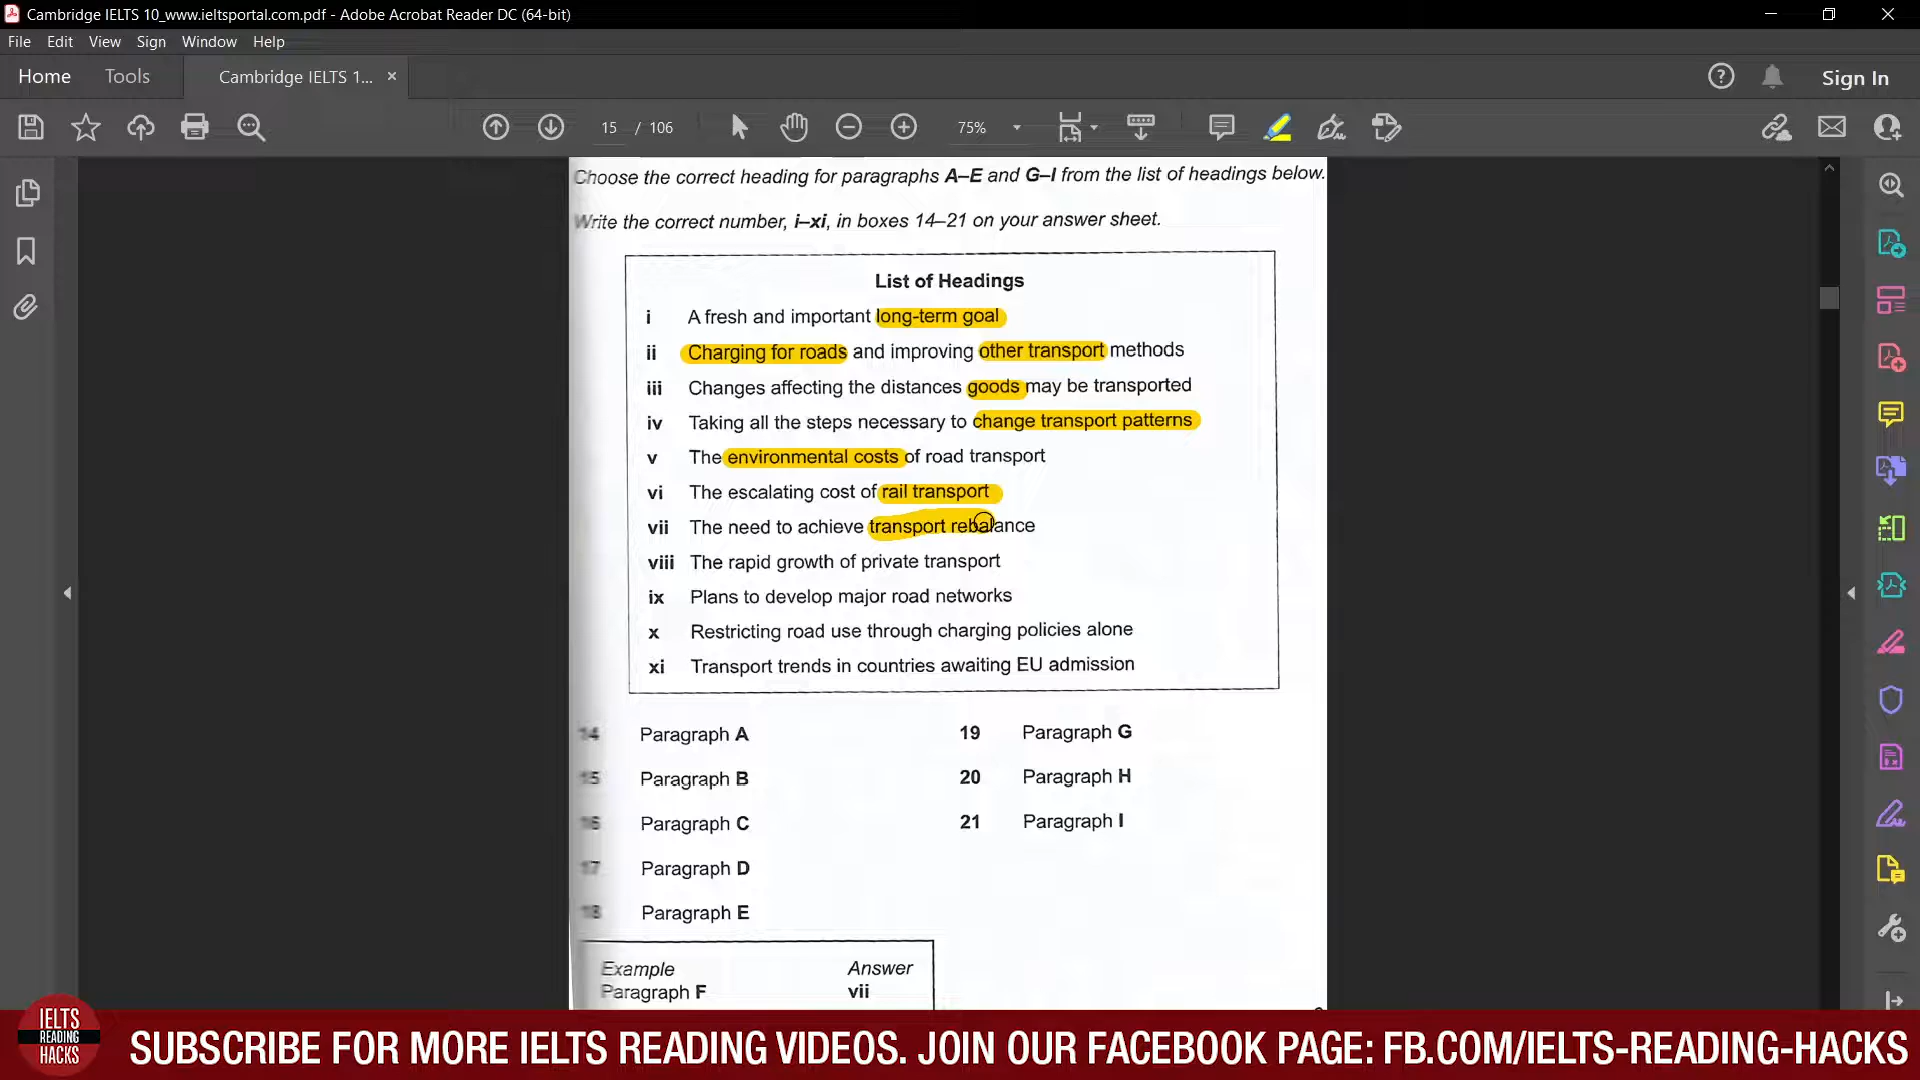 Cambridge IELTS 10_www.ieltsportal.com.pdf - Adobe Acrobat Reader DC (64-bit)
File Edit View Sign Window Help
Home Tools Cambridge IELTS 1... × Sign In
15 / 106 75%
Choose the correct heading for paragraphs A–E and G–I from the list of headings below.
Write the correct number, i–xi, in boxes 14–21 on your answer sheet.
List of Headings
i A fresh and important long-term goal
ii Charging for roads and improving other transport methods
iii Changes affecting the distances goods may be transported
iv Taking all the steps necessary to change transport patterns
v The environmental costs of road transport
vi The escalating cost of rail transport
vii The need to achieve transport rebalance
viii The rapid growth of private transport
ix Plans to develop major road networks
x Restricting road use through charging policies alone
xi Transport trends in countries awaiting EU admission
14 Paragraph A 19 Paragraph G
15 Paragraph B 20 Paragraph H
16 Paragraph C 21 Paragraph I
17 Paragraph D
18 Paragraph E
Example Answer
Paragraph F vii
IELTS
READING
HACKS
SUBSCRIBE FOR MORE IELTS READING VIDEOS. JOIN OUR FACEBOOK PAGE: FB.COM/IELTS-READING-HACKS